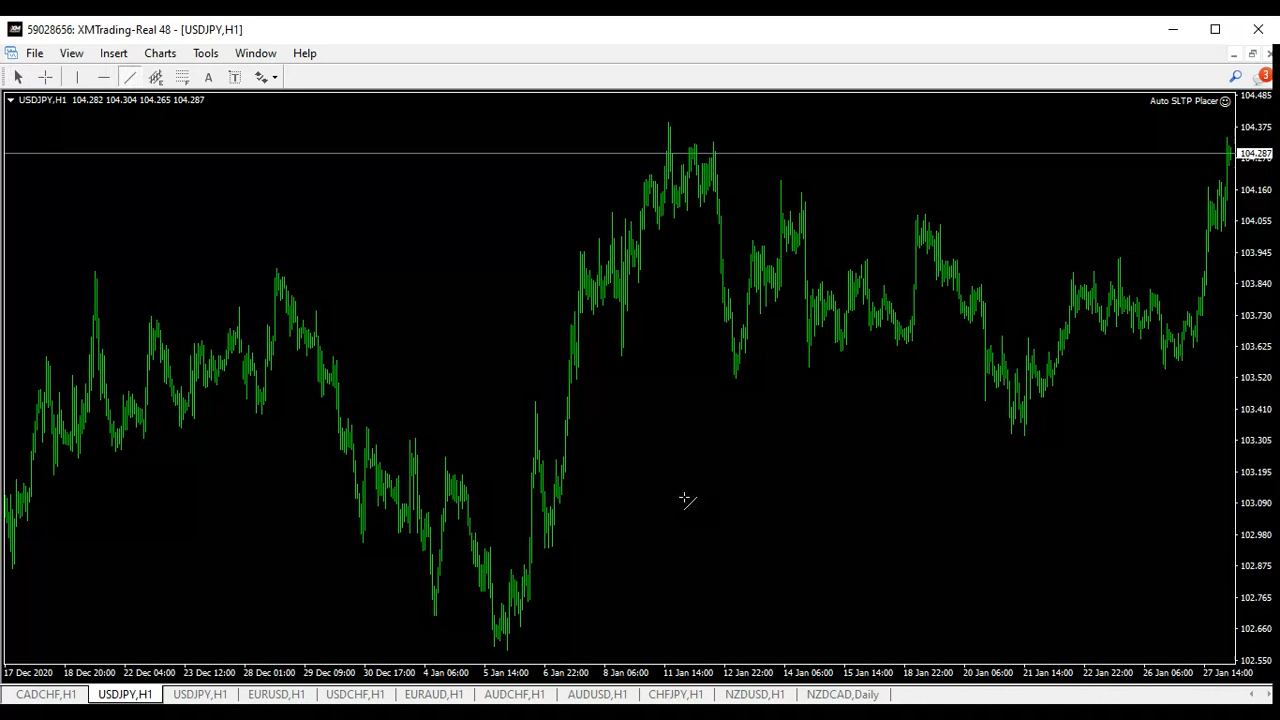 59028656: XMTrading-Real 48 - [USDJPY,H1]
File View Insert Charts Tools Window Help
A T 3
USDJPY,H1 104.282 104.304 104.265 104.287
Auto SLTP Placer
104.485
104.375
104.287
104.160
104.055
103.945
103.840
103.730
103.625
103.520
103.410
103.305
103.195
103.090
102.980
102.875
102.765
102.660
102.550
17 Dec 2020 18 Dec 20:00 22 Dec 04:00 23 Dec 12:00 28 Dec 01:00 29 Dec 09:00 30 Dec 17:00 4 Jan 06:00 5 Jan 14:00 6 Jan 22:00 8 Jan 06:00 11 Jan 14:00 12 Jan 22:00 14 Jan 06:00 15 Jan 14:00 18 Jan 22:00 20 Jan 06:00 21 Jan 14:00 22 Jan 22:00 26 Jan 06:00 27 Jan 14:00
CADCHF,H1 USDJPY,H1 USDJPY,H1 EURUSD,H1 USDCHF,H1 EURAUD,H1 AUDCHF,H1 AUDUSD,H1 CHFJPY,H1 NZDUSD,H1 NZDCAD,Daily